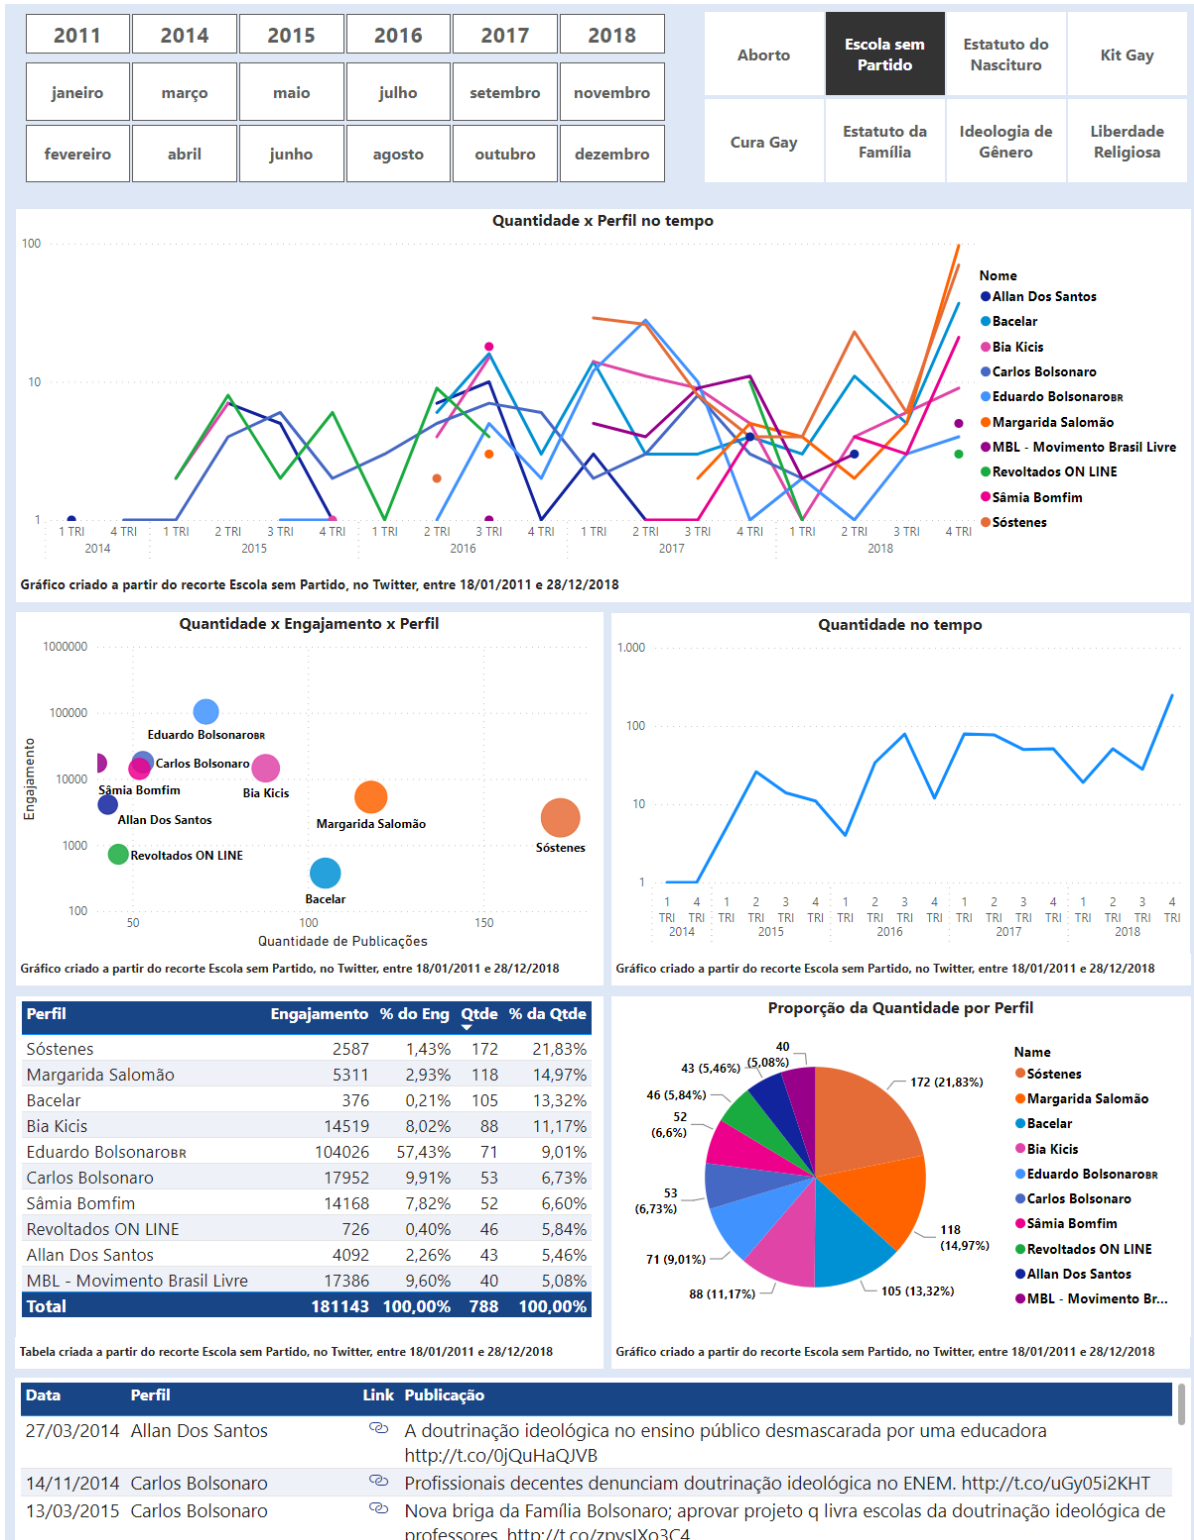 2011 2014 2015 2016 2017 2018
janeiro março maio julho setembro novembro
fevereiro abril junho agosto outubro dezembro
Aborto
Escola sem
Partido
Estatuto do
Nascituro
Kit Gay
Cura Gay
Estatuto da
Família
Ideologia de
Gênero
Liberdade
Religiosa
Quantidade x Perfil no tempo
100
10
1
1 TRI 4 TRI 1 TRI 2 TRI 3 TRI 4 TRI 1 TRI 2 TRI 3 TRI 4 TRI 1 TRI 2 TRI 3 TRI 4 TRI 1 TRI 2 TRI 3 TRI 4 TRI
2014 2015 2016 2017 2018
Nome
Allan Dos Santos
Bacelar
Bia Kicis
Carlos Bolsonaro
Eduardo Bolsonaroʙʀ
Margarida Salomão
MBL - Movimento Brasil Livre
Revoltados ON LINE
Sâmia Bomfim
Sóstenes
Gráfico criado a partir do recorte Escola sem Partido, no Twitter, entre 18/01/2011 e 28/12/2018
Quantidade x Engajamento x Perfil
1000000
100000
10000
1000
100
Engajamento
Eduardo Bolsonaroʙʀ
Carlos Bolsonaro
Sâmia Bomfim
Bia Kicis
Allan Dos Santos
Margarida Salomão
Sóstenes
Revoltados ON LINE
Bacelar
50 100 150
Quantidade de Publicações
Gráfico criado a partir do recorte Escola sem Partido, no Twitter, entre 18/01/2011 e 28/12/2018
Quantidade no tempo
1.000
100
10
1
1 4 1 2 3 4 1 2 3 4 1 2 3 4 1 2 3 4
TRI TRI TRI TRI TRI TRI TRI TRI TRI TRI TRI TRI TRI TRI TRI TRI TRI TRI
2014 2015 2016 2017 2018
Gráfico criado a partir do recorte Escola sem Partido, no Twitter, entre 18/01/2011 e 28/12/2018
Perfil Engajamento % do Eng Qtde % da Qtde
Sóstenes 2587 1,43% 172 21,83%
Margarida Salomão 5311 2,93% 118 14,97%
Bacelar 376 0,21% 105 13,32%
Bia Kicis 14519 8,02% 88 11,17%
Eduardo Bolsonaroʙʀ 104026 57,43% 71 9,01%
Carlos Bolsonaro 17952 9,91% 53 6,73%
Sâmia Bomfim 14168 7,82% 52 6,60%
Revoltados ON LINE 726 0,40% 46 5,84%
Allan Dos Santos 4092 2,26% 43 5,46%
MBL - Movimento Brasil Livre 17386 9,60% 40 5,08%
Total 181143 100,00% 788 100,00%
Tabela criada a partir do recorte Escola sem Partido, no Twitter, entre 18/01/2011 e 28/12/2018
Proporção da Quantidade por Perfil
40
(5,08%)
43 (5,46%)
46 (5,84%)
52
(6,6%)
53
(6,73%)
71 (9,01%)
88 (11,17%)
105 (13,32%)
118
(14,97%)
172 (21,83%)
Name
Sóstenes
Margarida Salomão
Bacelar
Bia Kicis
Eduardo Bolsonaroʙʀ
Carlos Bolsonaro
Sâmia Bomfim
Revoltados ON LINE
Allan Dos Santos
MBL - Movimento Br...
Gráfico criado a partir do recorte Escola sem Partido, no Twitter, entre 18/01/2011 e 28/12/2018
Data Perfil Link Publicação
27/03/2014 Allan Dos Santos A doutrinação ideológica no ensino público desmascarada por uma educadora
http://t.co/0jQuHaQJVB
14/11/2014 Carlos Bolsonaro Profissionais decentes denunciam doutrinação ideológica no ENEM. http://t.co/uGy05i2KHT
13/03/2015 Carlos Bolsonaro Nova briga da Família Bolsonaro; aprovar projeto q livra escolas da doutrinação ideológica de
professores